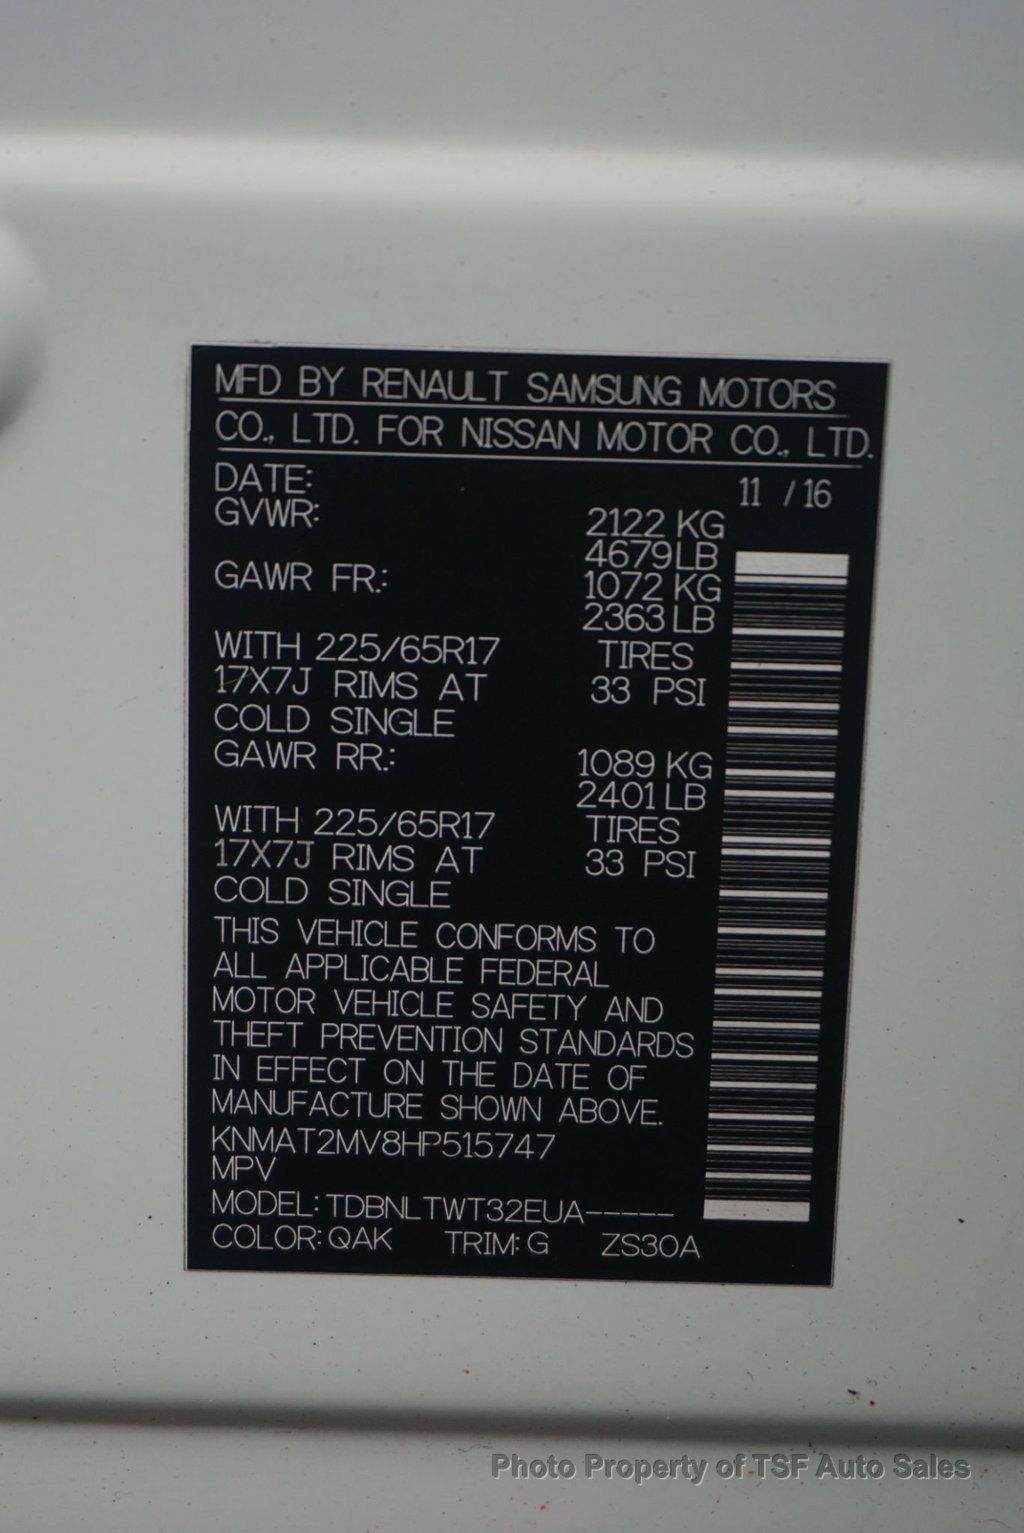 MFD BY RENAULT SAMSUNG MOTORS
CO., LTD. FOR NISSAN MOTOR CO., LTD.
DATE: 11 / 16
GVWR: 2122 KG
4679 LB
GAWR FR.: 1072 KG
2363 LB
WITH 225/65R17 TIRES
17X7J RIMS AT 33 PSI
COLD SINGLE
GAWR RR.: 1089 KG
2401 LB
WITH 225/65R17 TIRES
17X7J RIMS AT 33 PSI
COLD SINGLE
THIS VEHICLE CONFORMS TO
ALL APPLICABLE FEDERAL
MOTOR VEHICLE SAFETY AND
THEFT PREVENTION STANDARDS
IN EFFECT ON THE DATE OF
MANUFACTURE SHOWN ABOVE.
KNMAT2MV8HP515747
MPV
MODEL: TDBNLTWT32EUA-----
COLOR: QAK TRIM: G ZS30A
Photo Property of TSF Auto Sales